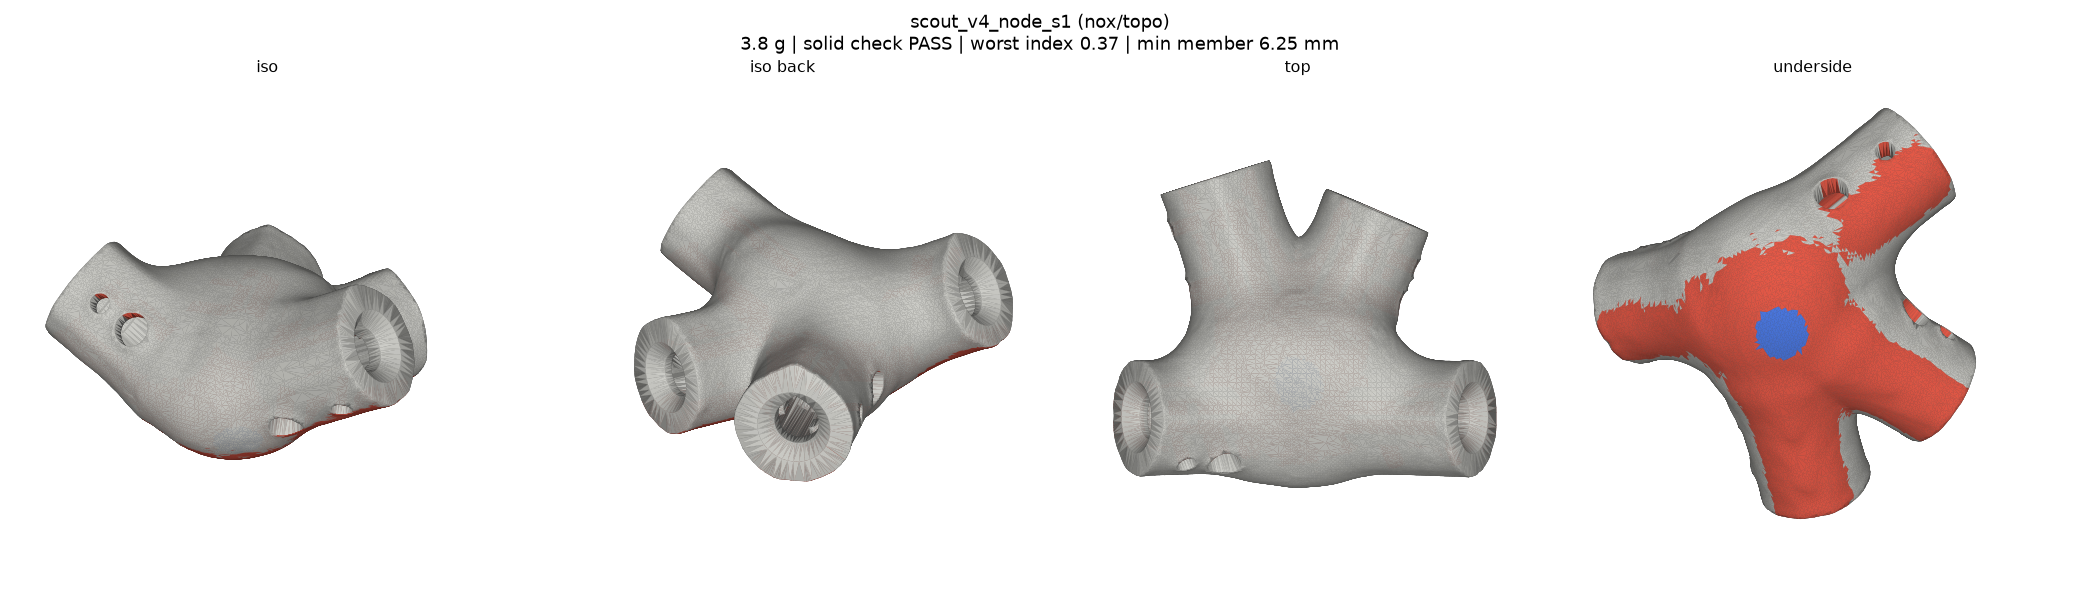 scout_v4_node_s1 (nox/topo)
3.8 g | solid check PASS | worst index 0.37 | min member 6.25 mm
iso
iso back
top
underside